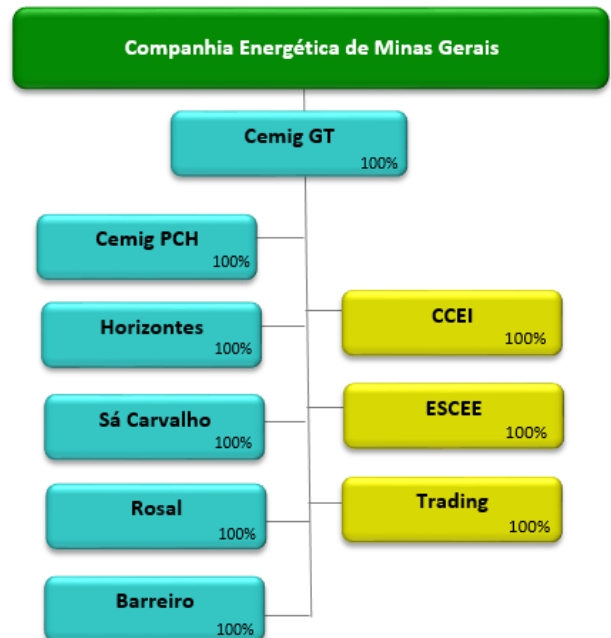 Companhia Energética de Minas Gerais
Cemig GT
100%
Cemig PCH
100%
Horizontes
100%
Sá Carvalho
100%
Rosal
100%
Barreiro
100%
CCEI
100%
ESCEE
100%
Trading
100%